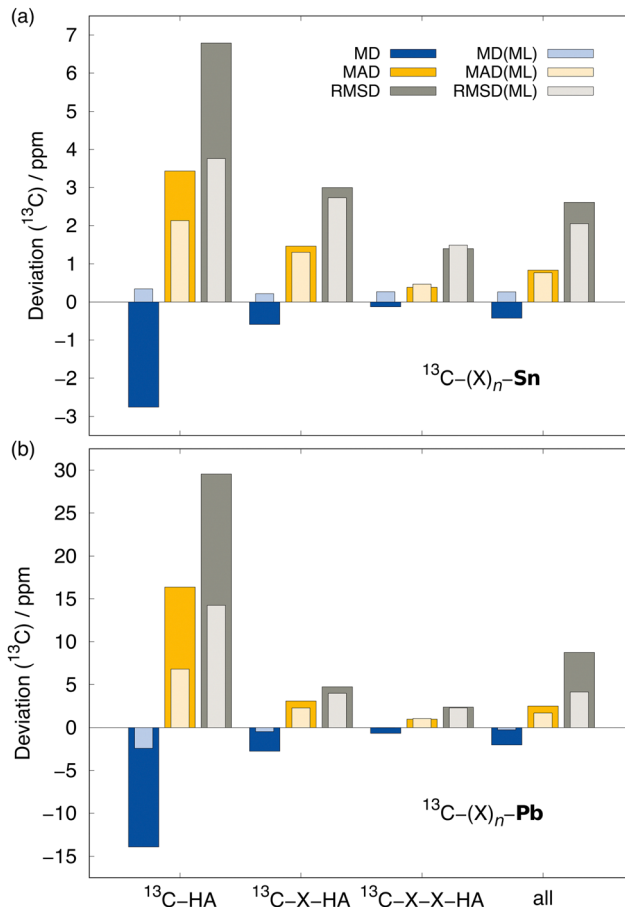 (a)
MD MD(ML)
MAD MAD(ML)
RMSD RMSD(ML)
7
6
5
4
3
2
1
0
−1
−2
−3
Deviation (¹³C) / ppm
¹³C−(X)ₙ−Sn
(b)
30
25
20
15
10
5
0
−5
−10
−15
Deviation (¹³C) / ppm
¹³C−(X)ₙ−Pb
¹³C−HA ¹³C−X−HA ¹³C−X−X−HA all